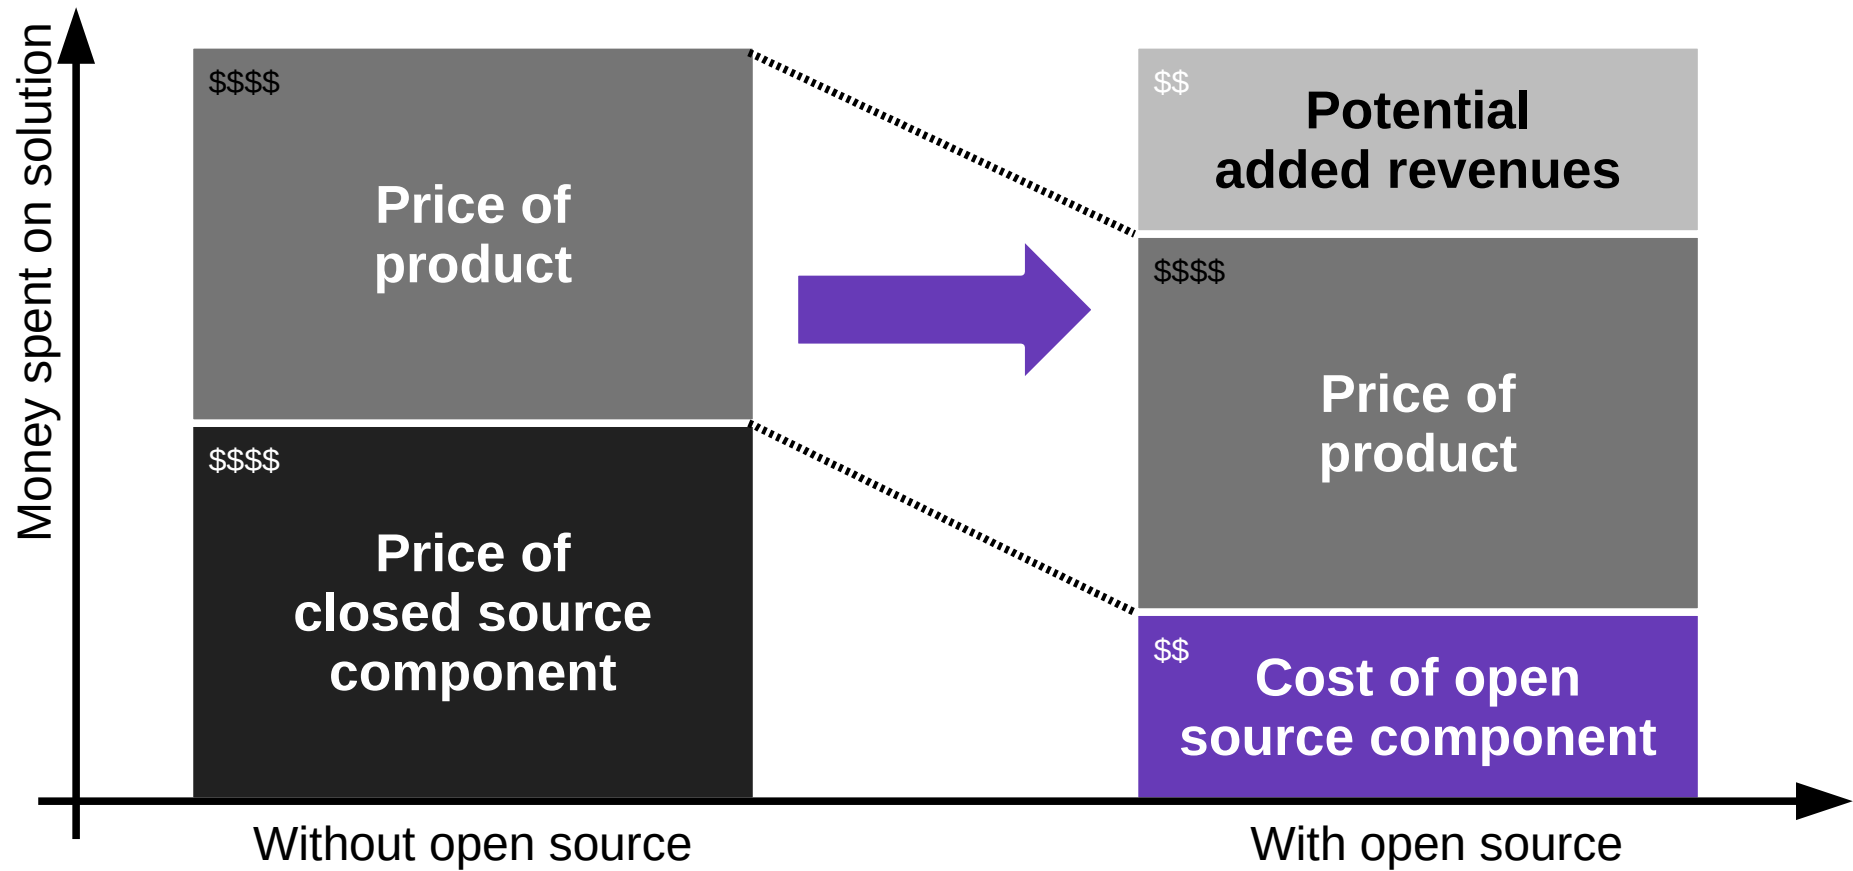 Money spent on solution
$$$$
Price of
product
$$$$
Price of
closed source
component
$$
Potential
added revenues
$$$$
Price of
product
$$
Cost of open
source component
Without open source
With open source